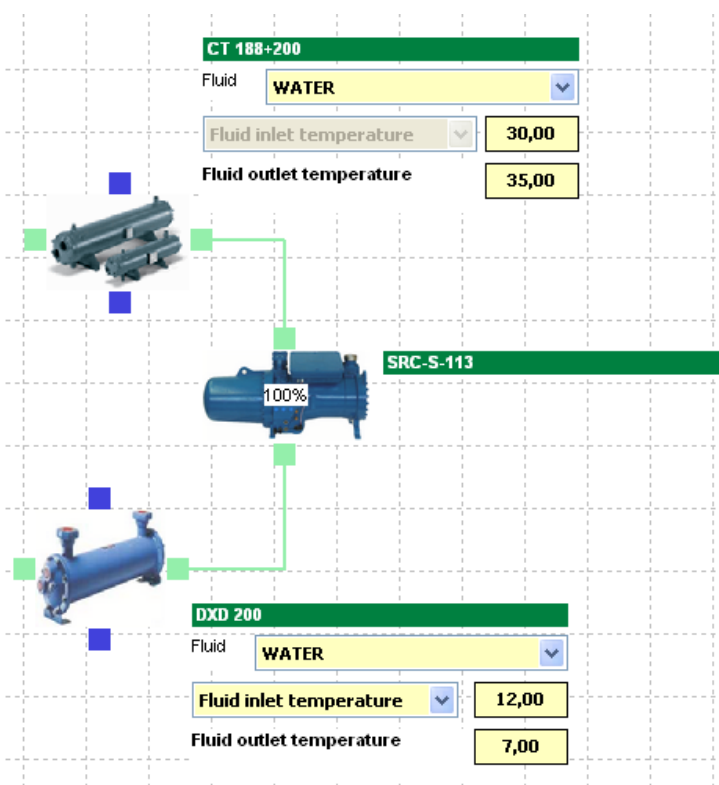 CT 188+200
Fluid WATER
Fluid inlet temperature 30,00
Fluid outlet temperature 35,00
SRC-S-113
100%
DXD 200
Fluid WATER
Fluid inlet temperature 12,00
Fluid outlet temperature 7,00